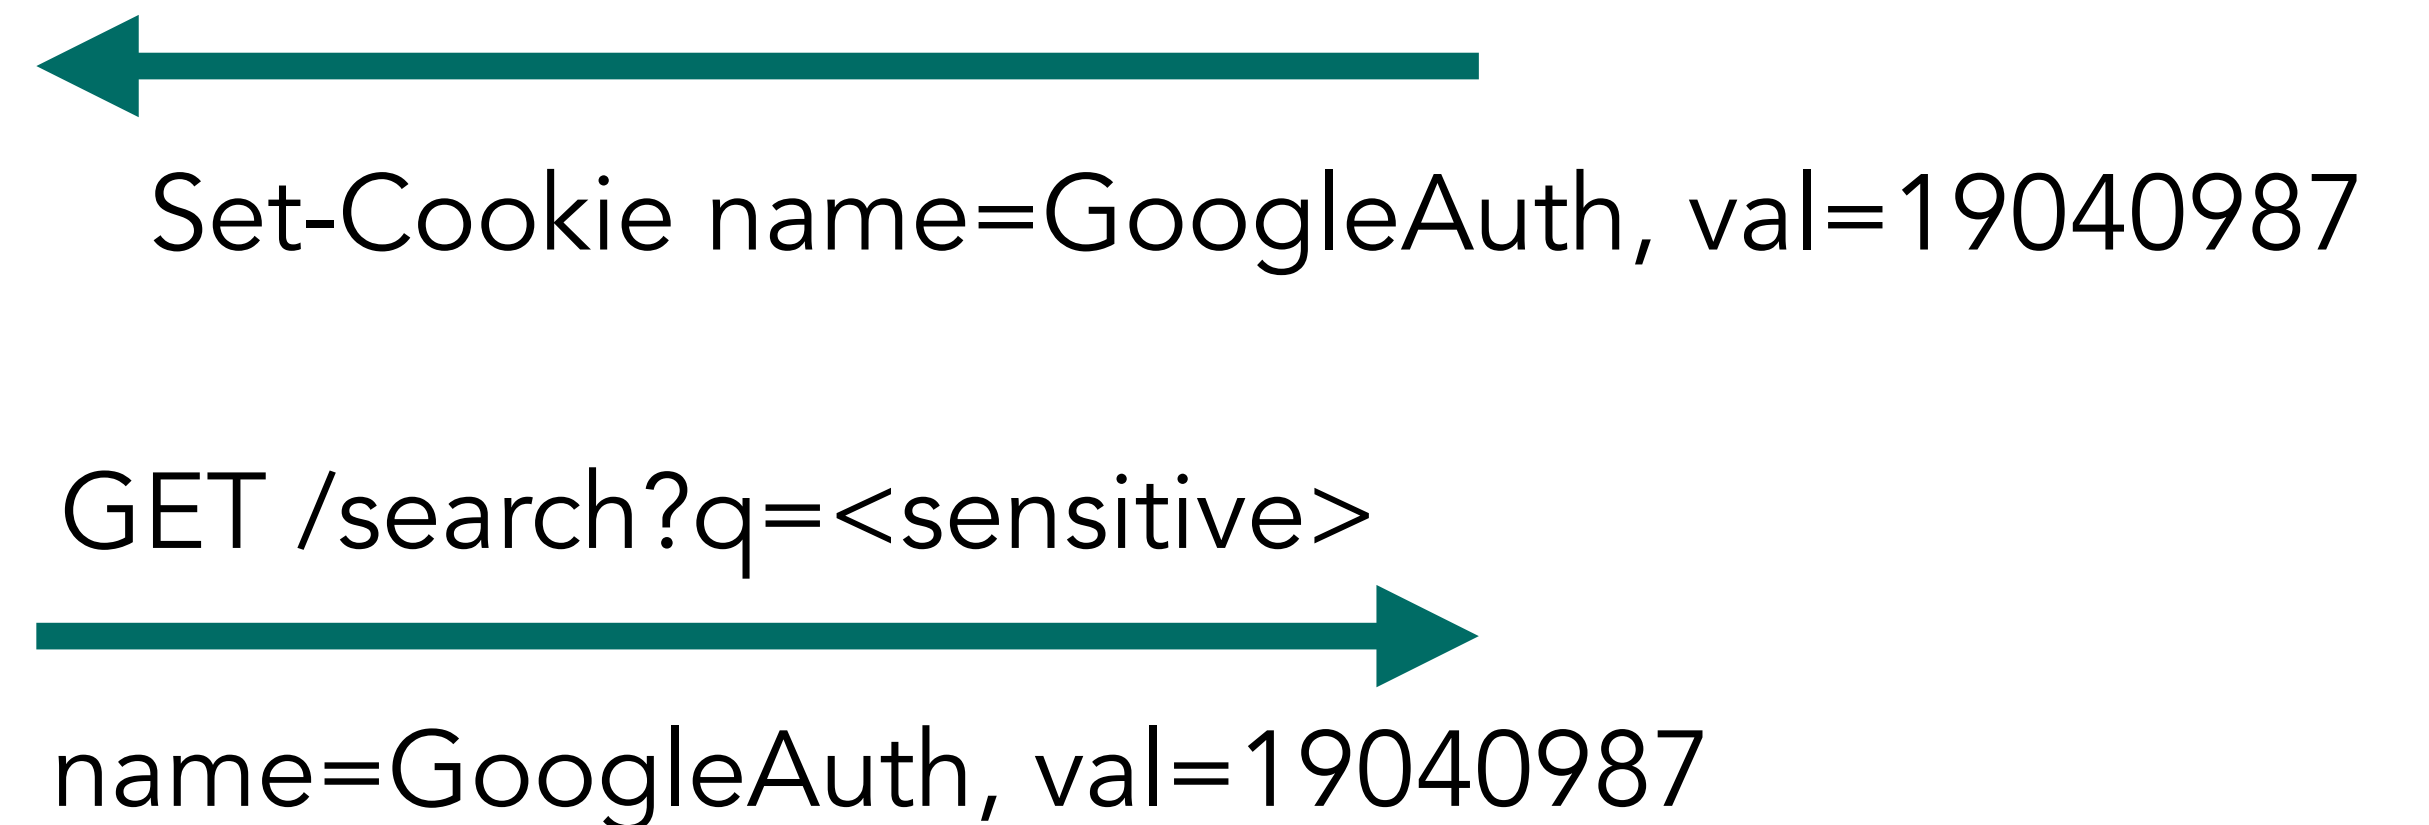 Set-Cookie name=GoogleAuth, val=19040987
GET /search?q=<sensitive>
name=GoogleAuth, val=19040987